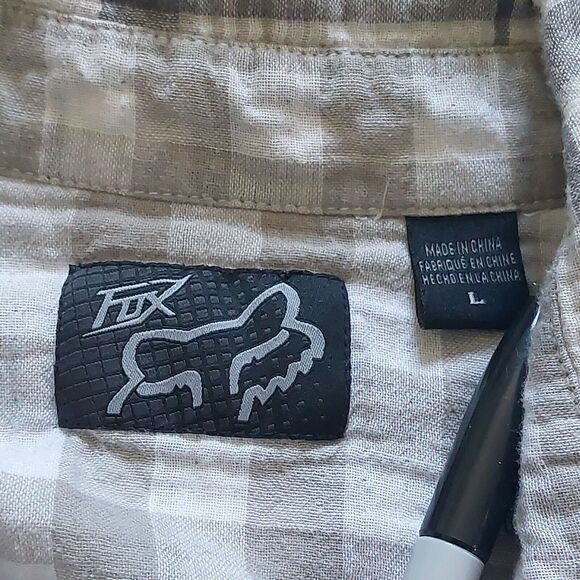 FOX
MADE IN CHINA
FABRIQUÉ EN CHINE
HECHO EN LA CHINA
L